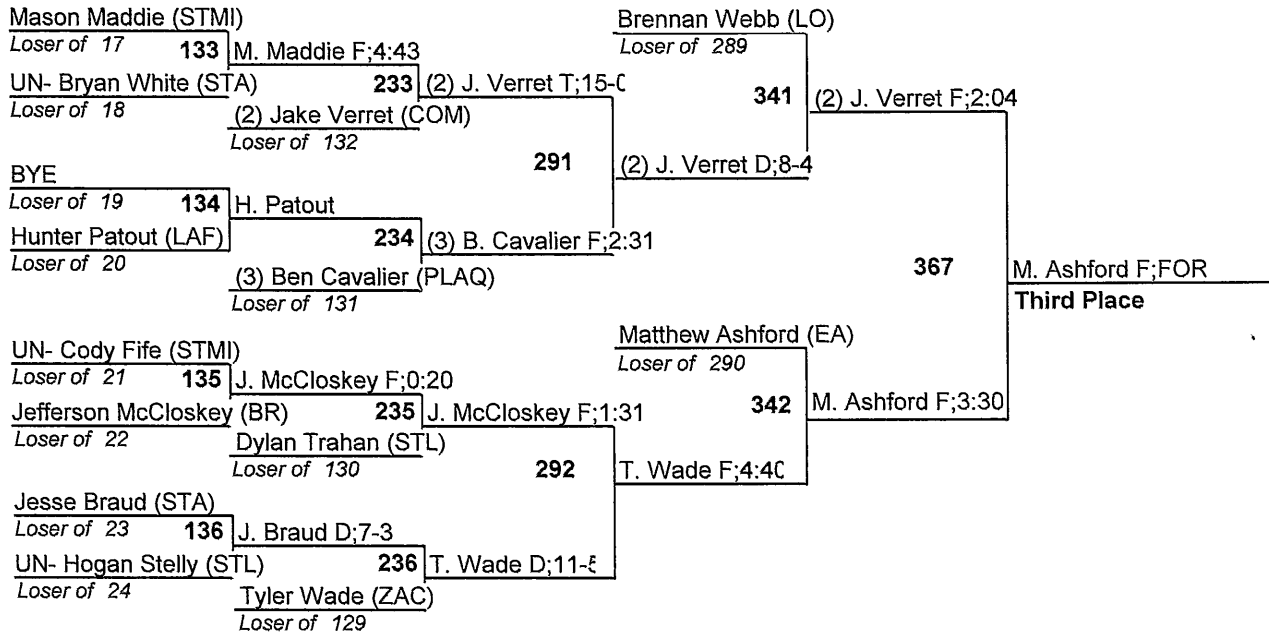 Mason Maddie (STMI)
Loser of 17
133
M. Maddie F;4:43
UN- Bryan White (STA)
Loser of 18
233
(2) J. Verret T;15-0
(2) Jake Verret (COM)
Loser of 132
291
(2) J. Verret D;8-4
BYE
Loser of 19
134
H. Patout
Hunter Patout (LAF)
Loser of 20
234
(3) B. Cavalier F;2:31
(3) Ben Cavalier (PLAQ)
Loser of 131
Brennan Webb (LO)
Loser of 289
341
(2) J. Verret F;2:04
367
M. Ashford F;FOR
Third Place
UN- Cody Fife (STMI)
Loser of 21
135
J. McCloskey F;0:20
Jefferson McCloskey (BR)
Loser of 22
235
J. McCloskey F;1:31
Dylan Trahan (STL)
Loser of 130
292
T. Wade F;4:40
Jesse Braud (STA)
Loser of 23
136
J. Braud D;7-3
UN- Hogan Stelly (STL)
Loser of 24
236
T. Wade D;11-5
Tyler Wade (ZAC)
Loser of 129
Matthew Ashford (EA)
Loser of 290
342
M. Ashford F;3:30